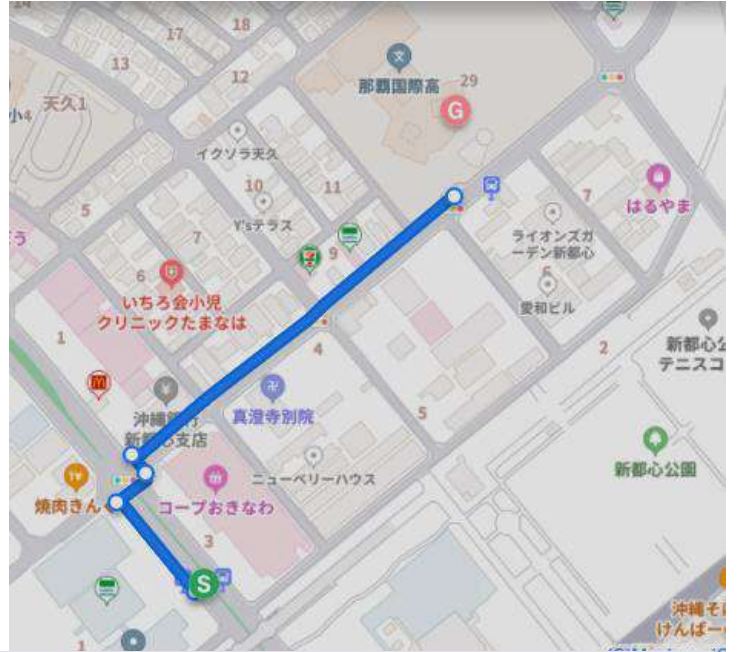 14
18
17
13
12
那覇国際高
29
G
天久1
小4
イクソラ天久
10
11
はるやま
7
5
Y'sテラス
ライオンズガ
ーデン新都心
6
7
9
愛和ビル
6
いちろ会小児
クリニックたまなは
新都心公
テニスコ
1
4
2
沖縄銀行
新都心支店
真澄寺別院
5
新都心公園
ニューベリーハウス
焼肉きん
コープおきなわ
3
S
沖縄そば
けんぱーの
1